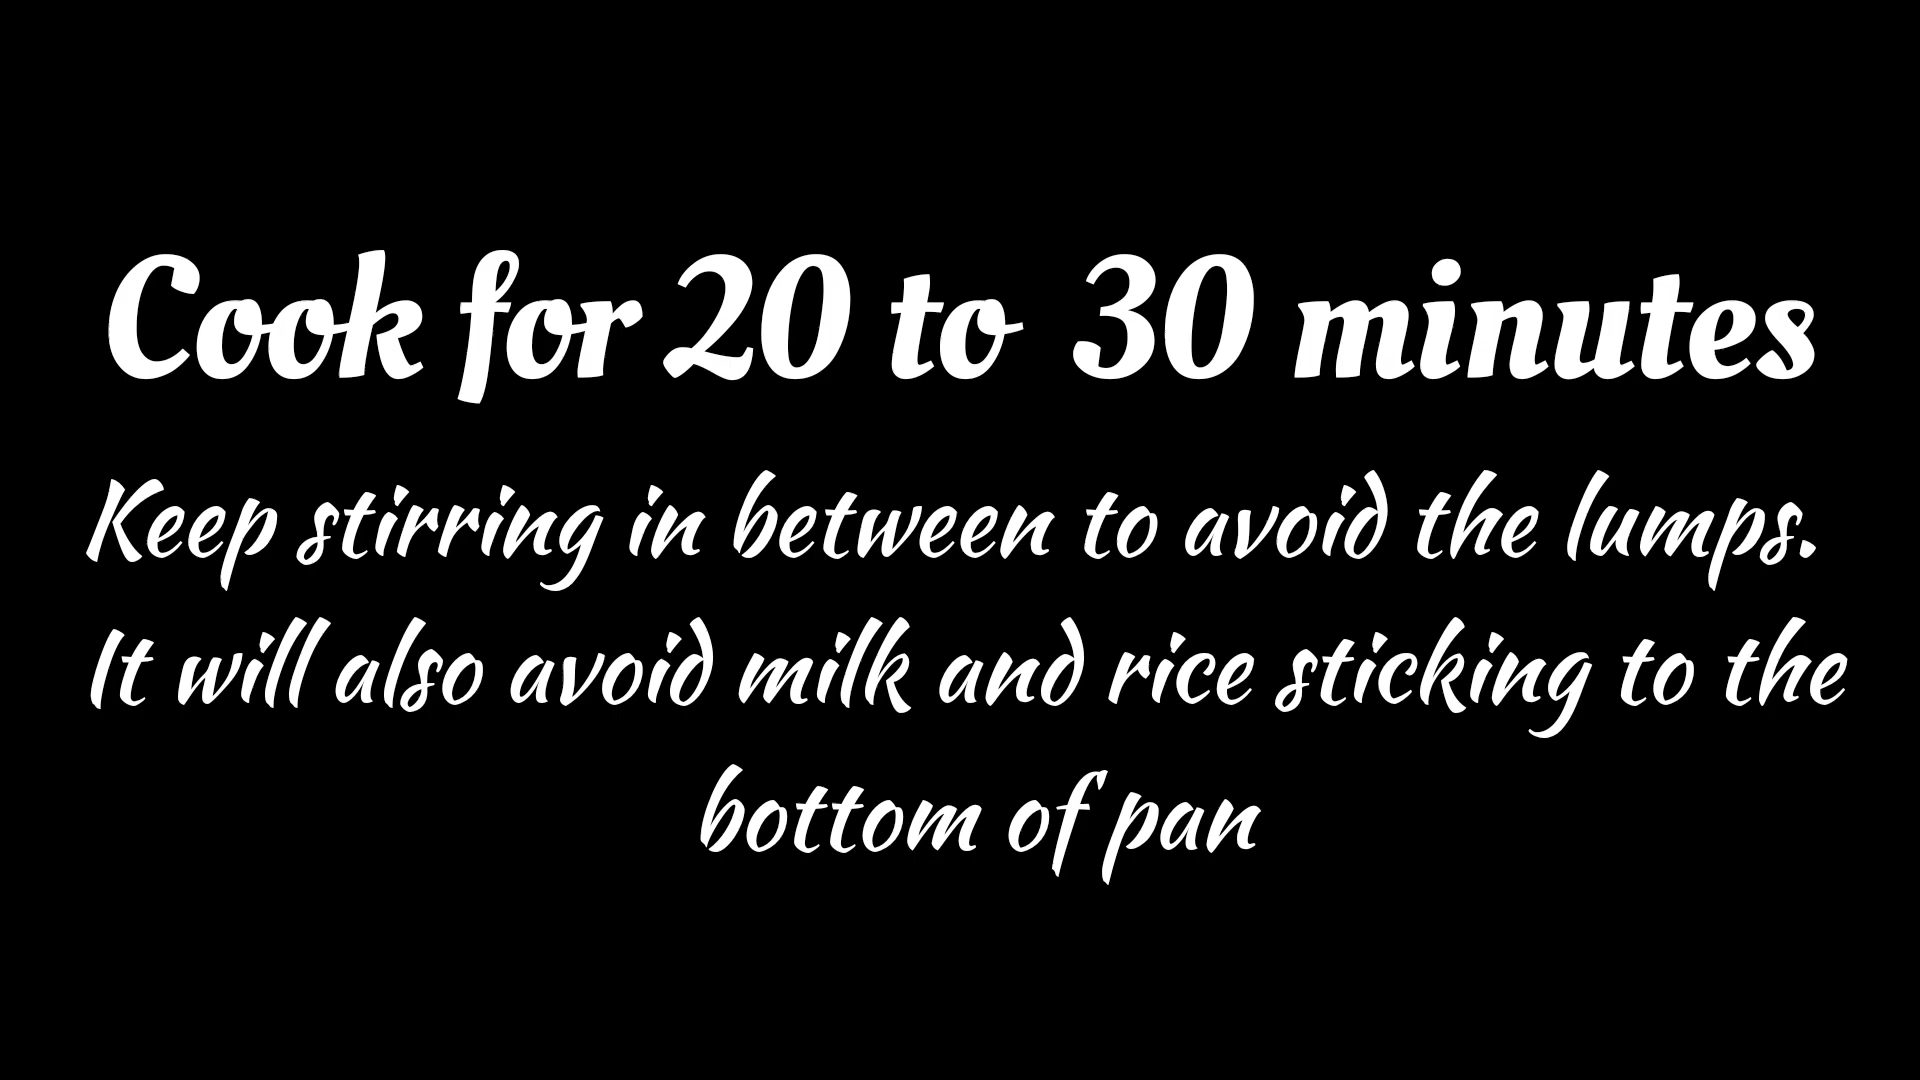 Cook for 20 to 30 minutes
Keep stirring in between to avoid the lumps.
It will also avoid milk and rice sticking to the
bottom of pan